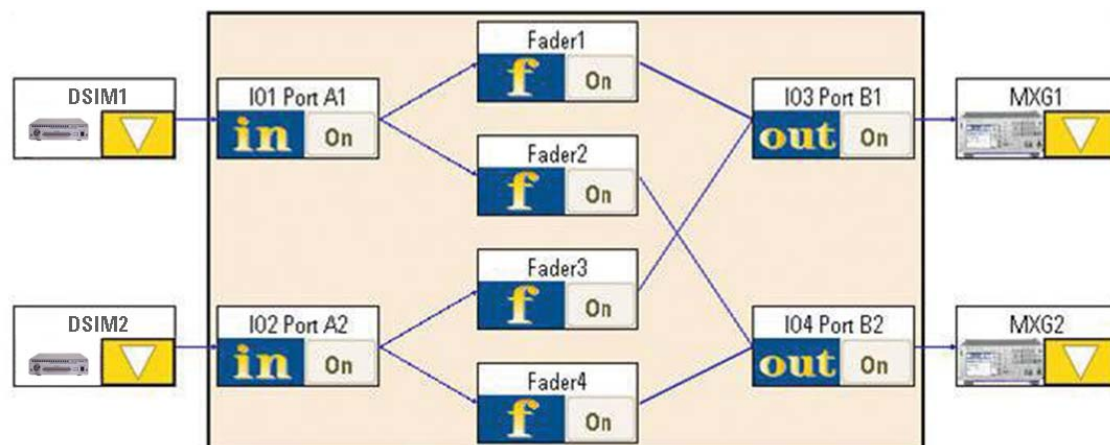 Fader1
f On
DSIM1
IO1 Port A1
in On
IO3 Port B1
out On
MXG1
Fader2
f On
Fader3
f On
DSIM2
IO2 Port A2
in On
IO4 Port B2
out On
MXG2
Fader4
f On